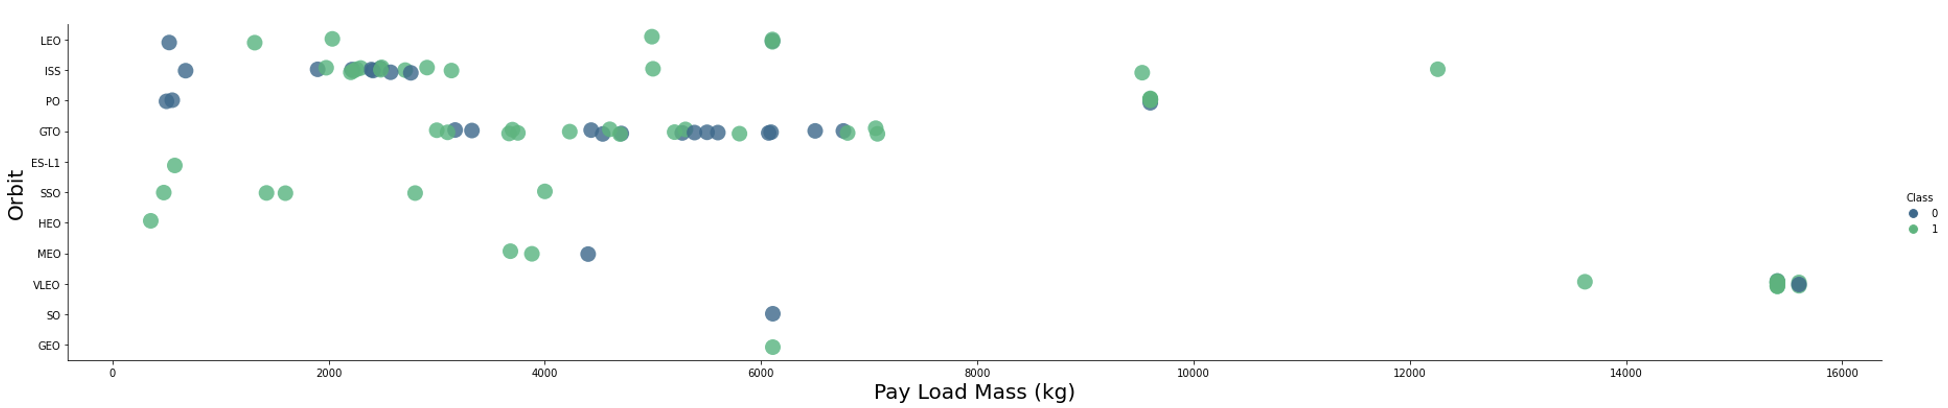 LEO
ISS
PO
GTO
ES-L1
SSO
HEO
MEO
VLEO
SO
GEO
Orbit
0 2000 4000 6000 8000 10000 12000 14000 16000
Pay Load Mass (kg)
Class
0
1